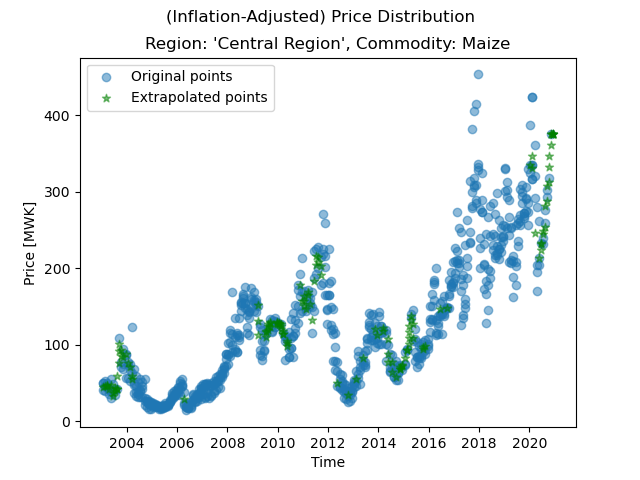 (Inflation-Adjusted) Price Distribution
Region: 'Central Region', Commodity: Maize
Original points
Extrapolated points
Price [MWK]
400
300
200
100
0
2004 2006 2008 2010 2012 2014 2016 2018 2020
Time